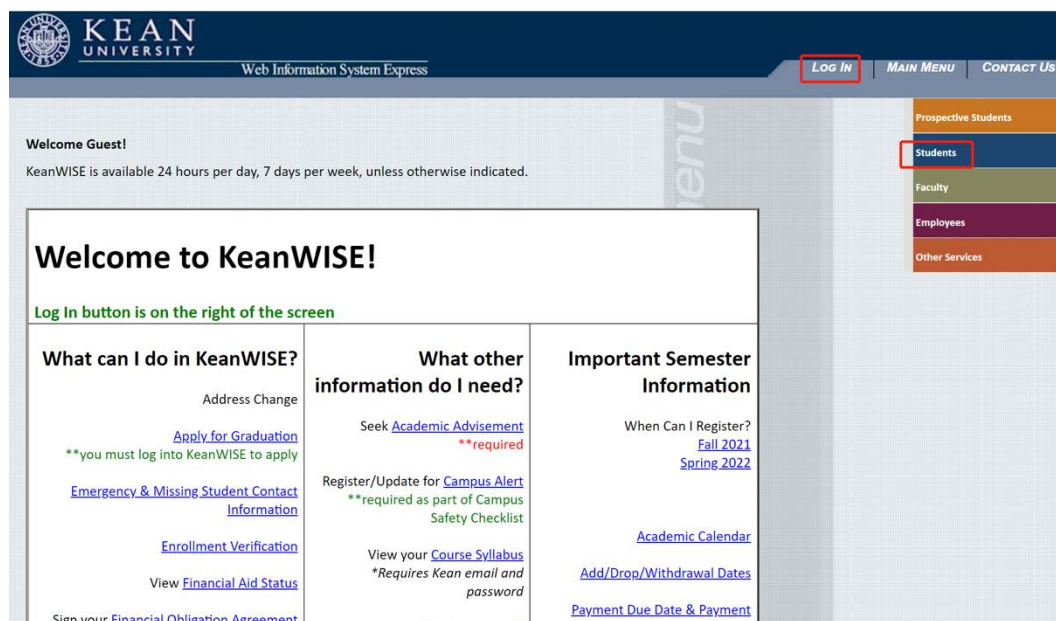 KEAN
UNIVERSITY
Web Information System Express
LOG IN
MAIN MENU
CONTACT US
Prospective Students
Students
Faculty
Employees
Other Services
enu
Welcome Guest!
KeanWISE is available 24 hours per day, 7 days per week, unless otherwise indicated.
Welcome to KeanWISE!
Log In button is on the right of the screen
What can I do in KeanWISE?
Address Change
Apply for Graduation
**you must log into KeanWISE to apply
Emergency & Missing Student Contact
Information
Enrollment Verification
View Financial Aid Status
Sign your Financial Obligation Agreement
What other
information do I need?
Seek Academic Advisement
**required
Register/Update for Campus Alert
**required as part of Campus
Safety Checklist
View your Course Syllabus
*Requires Kean email and
password
Important Semester
Information
When Can I Register?
Fall 2021
Spring 2022
Academic Calendar
Add/Drop/Withdrawal Dates
Payment Due Date & Payment